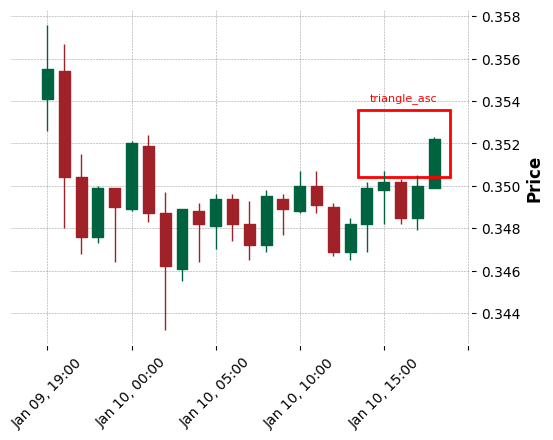 0.358
0.356
0.354
0.352
0.350
0.348
0.346
0.344
Price
triangle_asc
Jan 09, 19:00
Jan 10, 00:00
Jan 10, 05:00
Jan 10, 10:00
Jan 10, 15:00